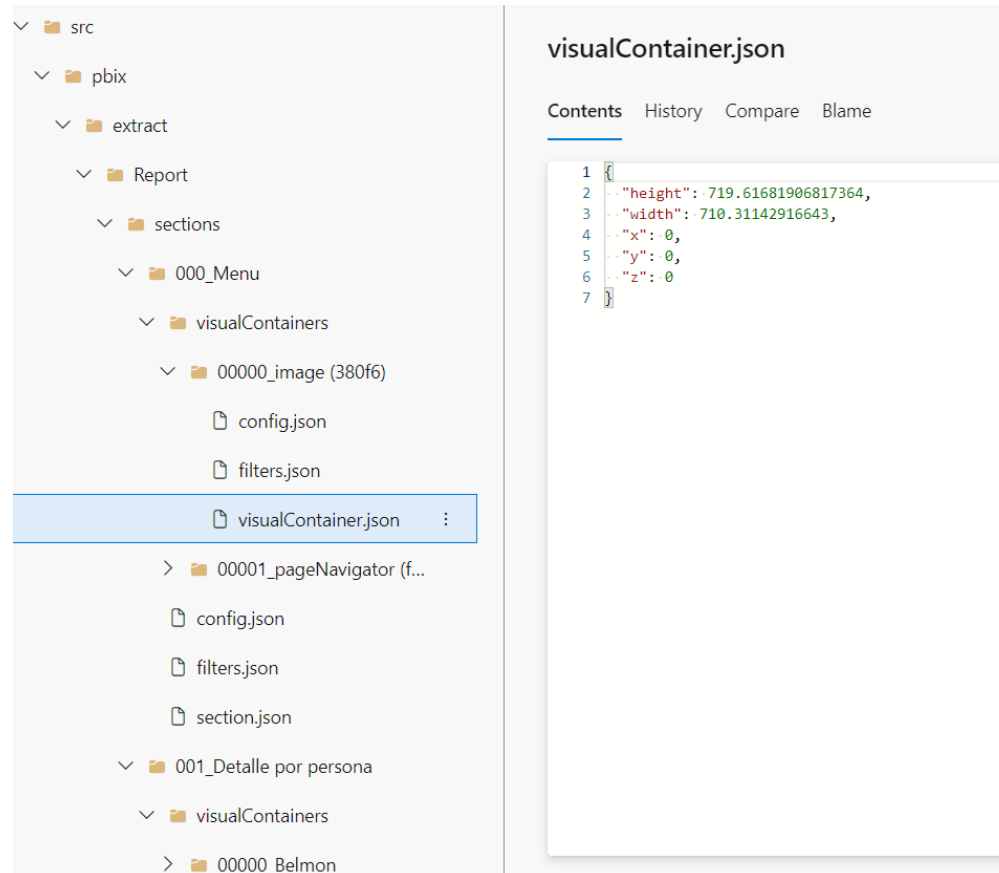 src
pbix
extract
Report
sections
000_Menu
visualContainers
00000_image (380f6)
config.json
filters.json
visualContainer.json
00001_pageNavigator (f...
config.json
filters.json
section.json
001_Detalle por persona
visualContainers
00000_Belmon
visualContainer.json
Contents History Compare Blame
1 {
2 "height": 719.61681906817364,
3 "width": 710.31142916643,
4 "x": 0,
5 "y": 0,
6 "z": 0
7 }